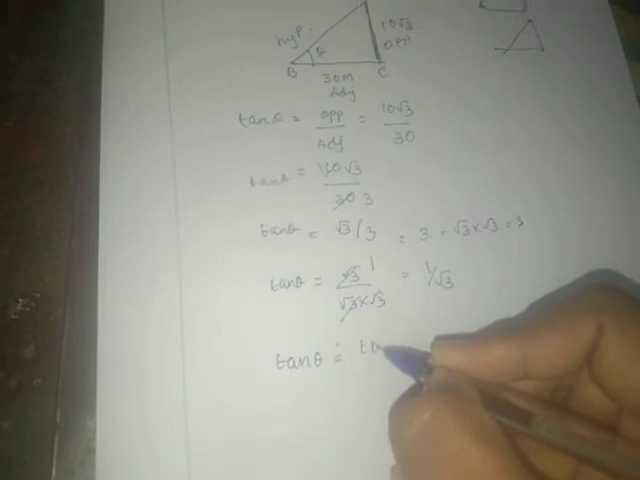 hyp.
10√3
θ
OPP
B
C
30m
Adj
tanθ = OPP/Adj = 10√3/30
tanθ = 10√3/30 3
tanθ = √3/3 = 3 = √3×√3 = 3
tanθ = √3 1/√3×√3 = 1/√3
tanθ = ta